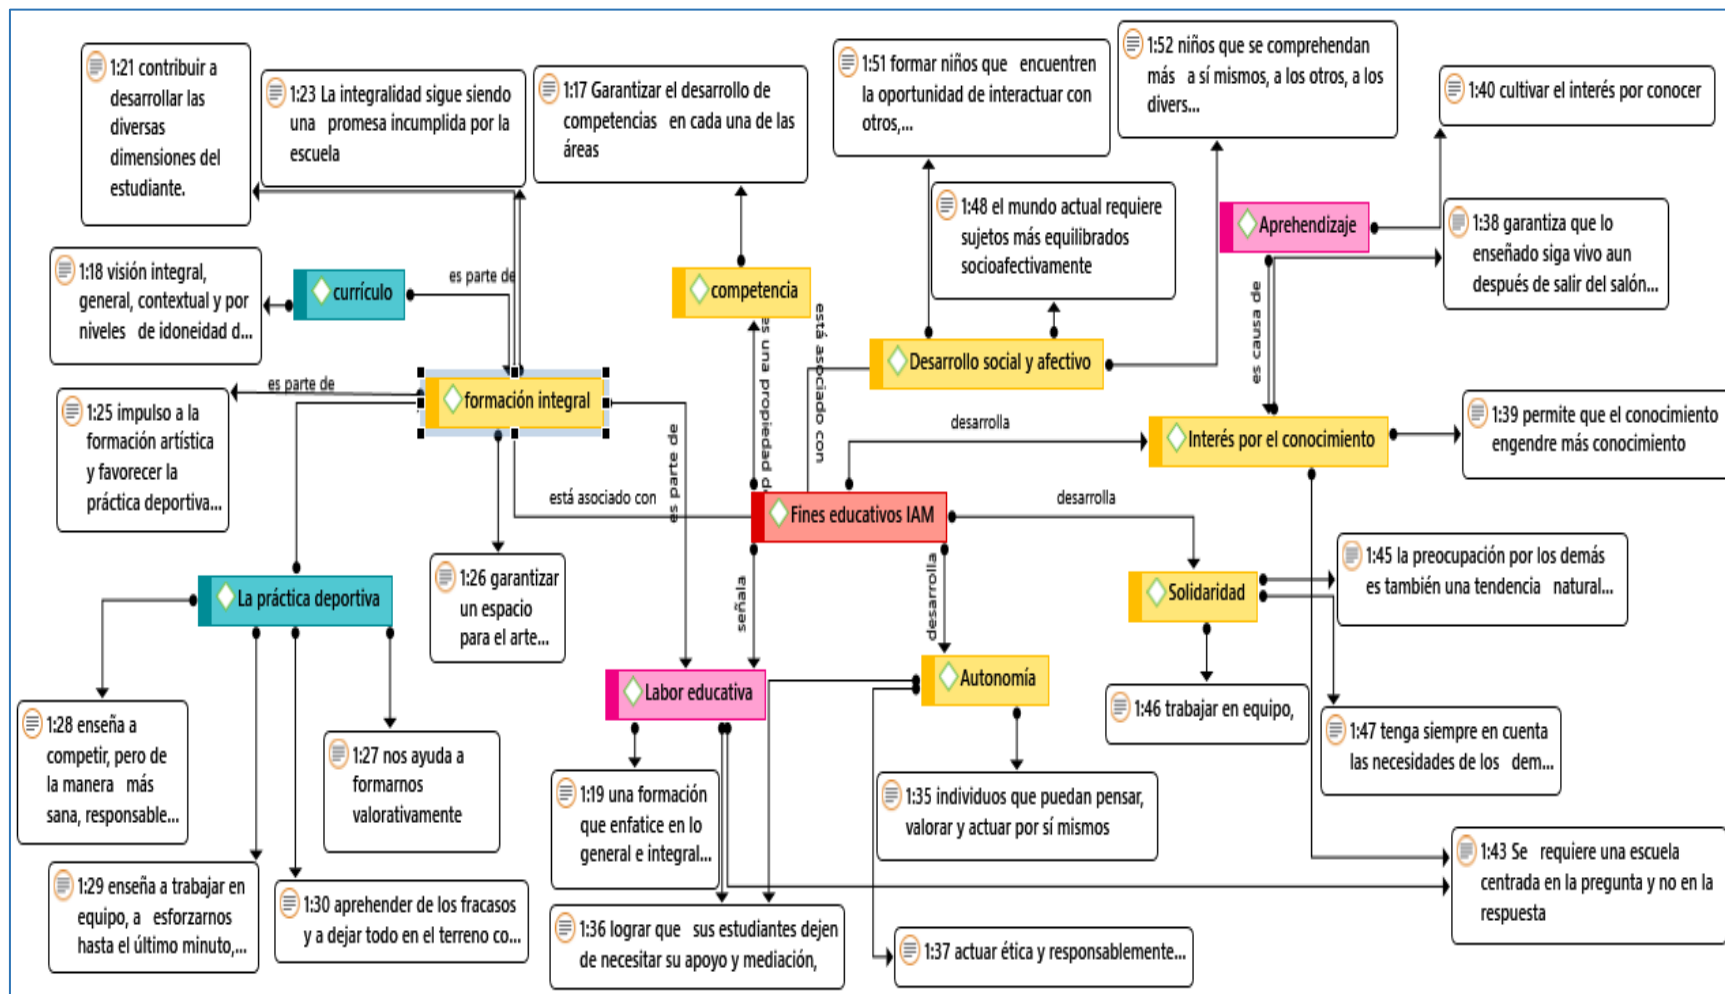 1:21 contribuir a
desarrollar las
diversas
dimensiones del
estudiante.
1:23 La integralidad sigue siendo
una promesa incumplida por la
escuela
1:17 Garantizar el desarrollo de
competencias en cada una de las
áreas
1:51 formar niños que encuentren
la oportunidad de interactuar con
otros,...
1:52 niños que se comprehendan
más a sí mismos, a los otros, a los
divers...
1:40 cultivar el interés por conocer
1:48 el mundo actual requiere
sujetos más equilibrados
socioafectivamente
Aprehendizaje
1:38 garantiza que lo
enseñado siga vivo aun
después de salir del salón...
1:18 visión integral,
general, contextual y por
niveles de idoneidad d...
currículo
es parte de
competencia
es una propiedad d
está asociado con
Desarrollo social y afectivo
es causa de
es parte de
formación integral
1:25 impulso a la
formación artística
y favorecer la
práctica deportiva...
desarrolla
Interés por el conocimiento
1:39 permite que el conocimiento
engendre más conocimiento
está asociado con
es parte de
Fines educativos IAM
desarrolla
1:26 garantizar
un espacio
para el arte...
La práctica deportiva
señala
desarrolla
Solidaridad
1:45 la preocupación por los demás
es también una tendencia natural...
Labor educativa
Autonomía
1:46 trabajar en equipo,
1:47 tenga siempre en cuenta
las necesidades de los dem...
1:28 enseña a
competir, pero de
la manera más
sana, responsable...
1:27 nos ayuda a
formarnos
valorativamente
1:19 una formación
que enfatice en lo
general e integral...
1:35 individuos que puedan pensar,
valorar y actuar por sí mismos
1:43 Se requiere una escuela
centrada en la pregunta y no en la
respuesta
1:29 enseña a trabajar en
equipo, a esforzarnos
hasta el último minuto,...
1:30 aprehender de los fracasos
y a dejar todo en el terreno co...
1:36 lograr que sus estudiantes dejen
de necesitar su apoyo y mediación,
1:37 actuar ética y responsablemente...